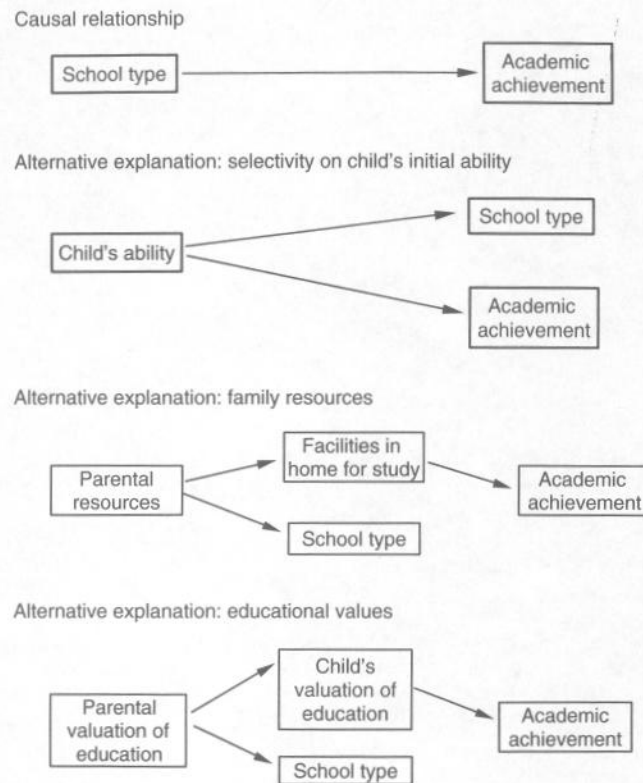 Causal relationship
School type
Academic
achievement
Alternative explanation: selectivity on child's initial ability
School type
Child's ability
Academic
achievement
Alternative explanation: family resources
Facilities in
home for study
Parental
resources
Academic
achievement
School type
Alternative explanation: educational values
Child's
valuation of
education
Parental
valuation of
education
Academic
achievement
School type